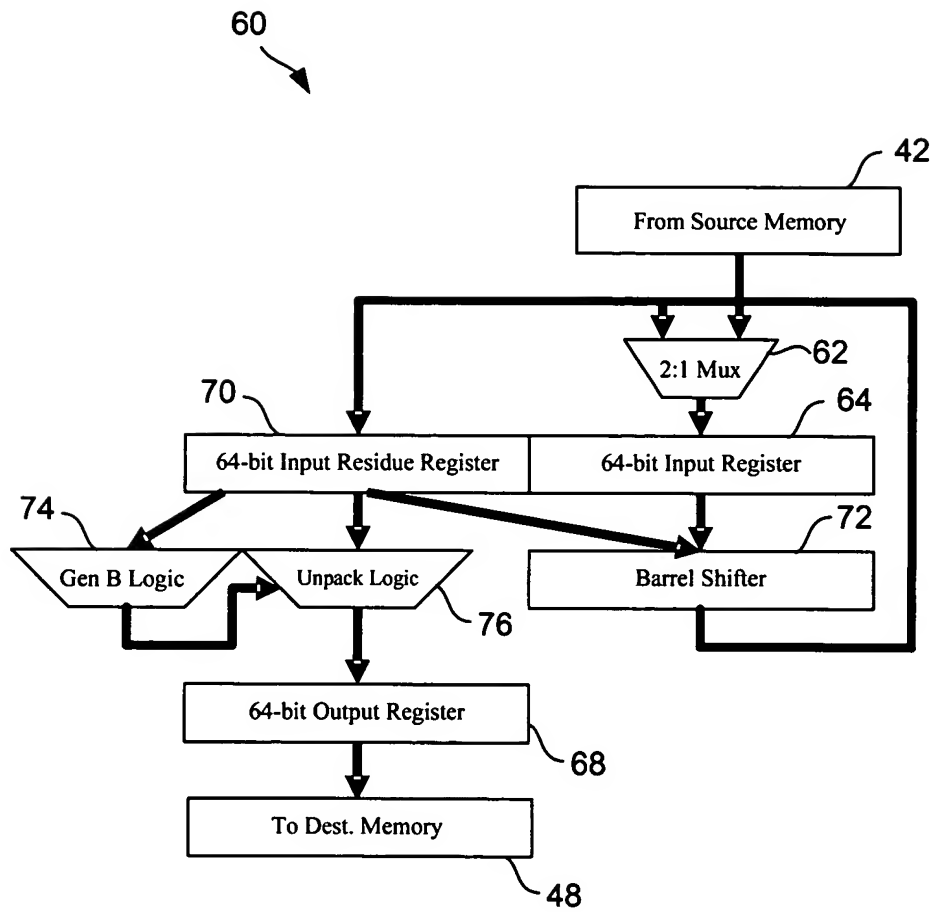 60
42
From Source Memory
2:1 Mux
62
70
64
64-bit Input Residue Register
64-bit Input Register
74
72
Gen B Logic
Unpack Logic
Barrel Shifter
76
64-bit Output Register
68
To Dest. Memory
48